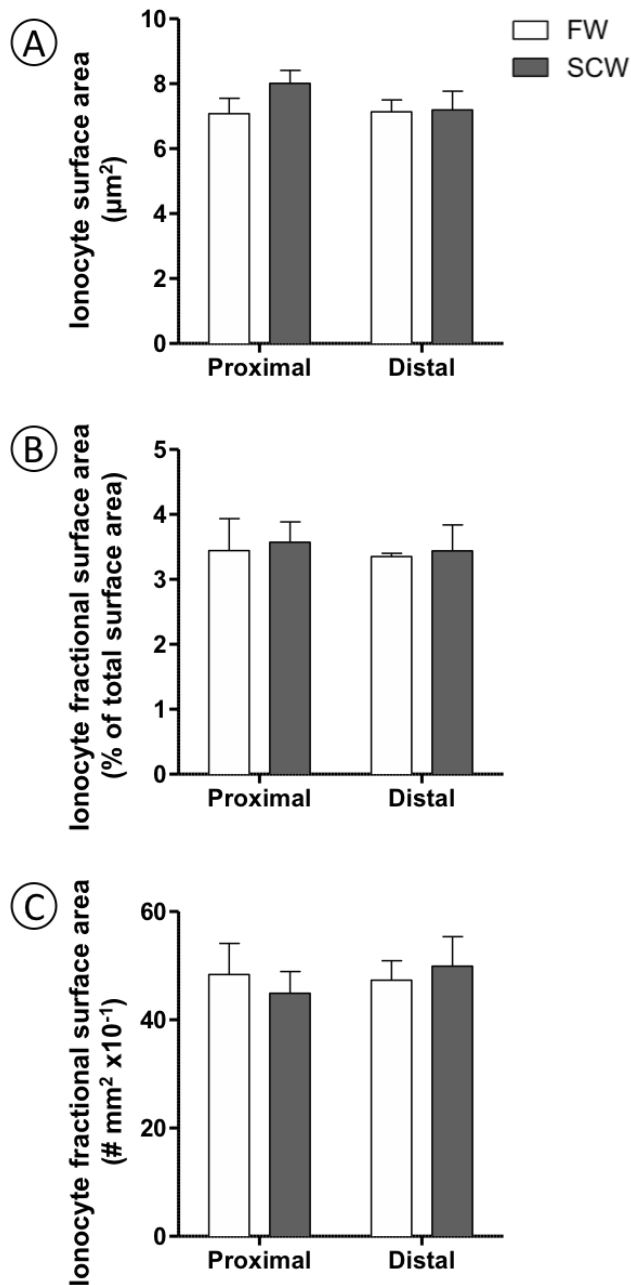 A
FW
SCW
Ionocyte surface area
(µm²)
10
8
6
4
2
0
Proximal Distal
B
Ionocyte fractional surface area
(% of total surface area)
5
4
3
2
1
0
Proximal Distal
C
Ionocyte fractional surface area
(# mm² x10⁻¹)
60
40
20
0
Proximal Distal